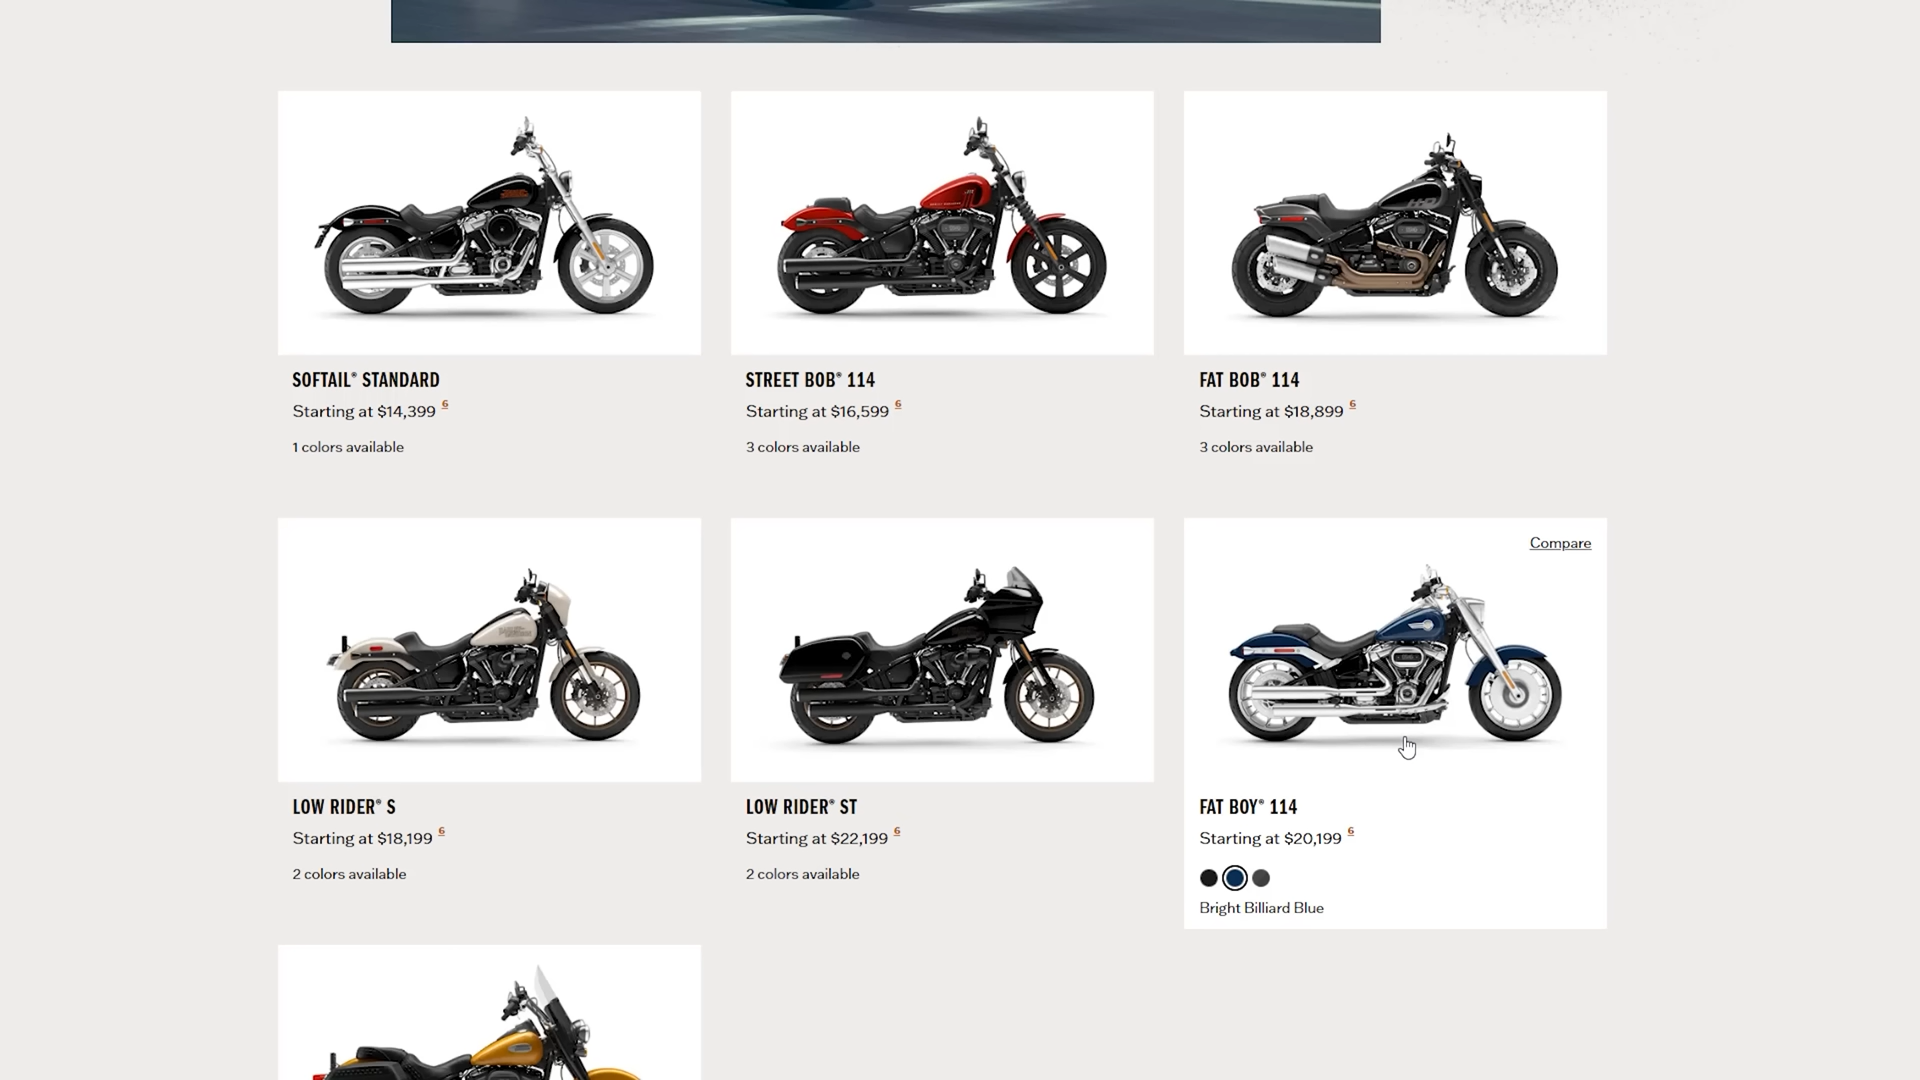 SOFTAIL® STANDARD
Starting at $14,399 6
1 colors available
STREET BOB® 114
Starting at $16,599 6
3 colors available
FAT BOB® 114
Starting at $18,899 6
3 colors available
Compare
LOW RIDER® S
Starting at $18,199 6
2 colors available
LOW RIDER® ST
Starting at $22,199 6
2 colors available
FAT BOY® 114
Starting at $20,199 6
Bright Billiard Blue